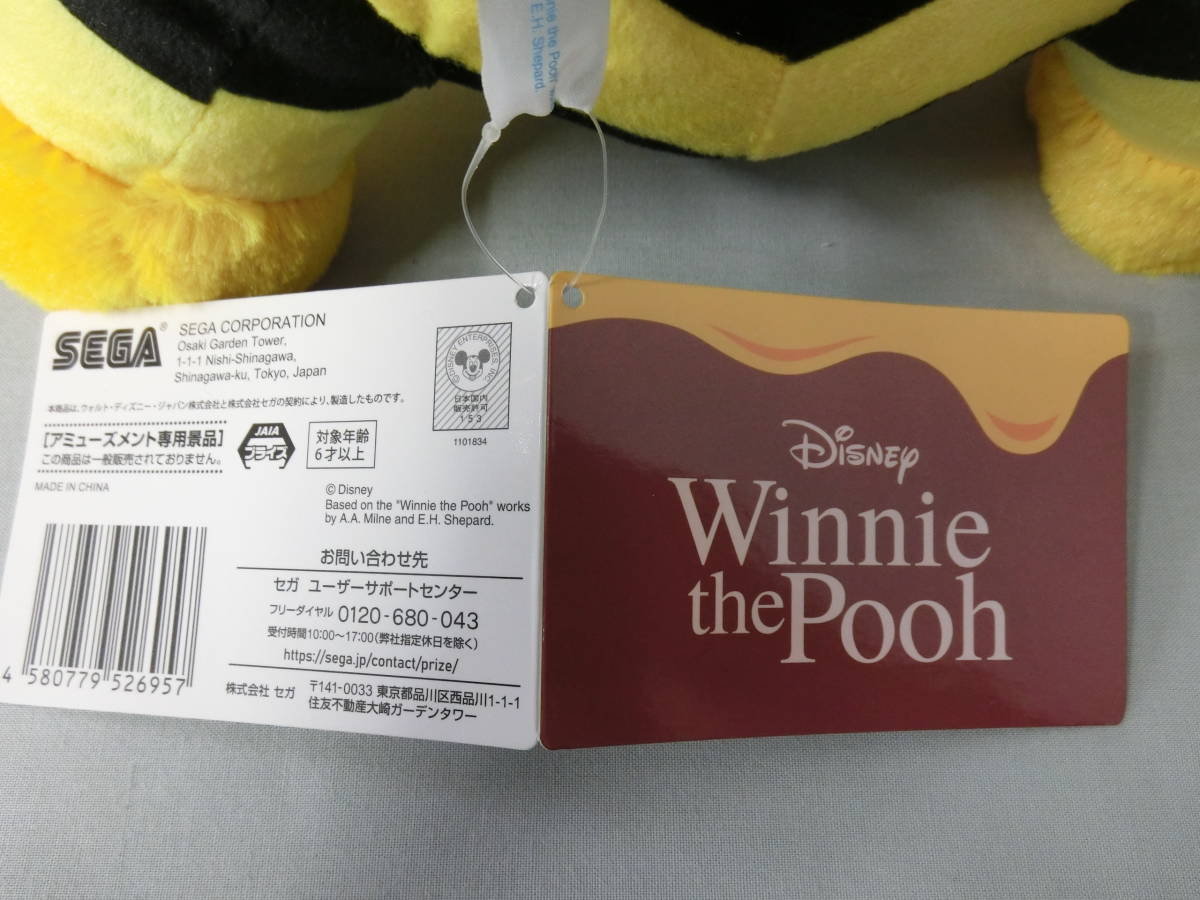 nie the Pooh" w
E.H. Shepard.
SEGA®
SEGA CORPORATION
Osaki Garden Tower,
1-1-1 Nishi-Shinagawa,
Shinagawa-ku, Tokyo, Japan
©DISNEY ENTERPRISES, INC.
日本国内
販売許可
153
1101834
本商品は、ウォルト・ディズニー・ジャパン株式会社と株式会社セガの契約により、製造したものです。
[アミューズメント専用景品]
この商品は一般販売されておりません。
JAIA
プライズ
対象年齢
6才以上
MADE IN CHINA
© Disney
Based on the "Winnie the Pooh" works
by A.A. Milne and E.H. Shepard.
お問い合わせ先
セガ ユーザーサポートセンター
フリーダイヤル 0120-680-043
受付時間10:00～17:00(弊社指定休日を除く)
https://sega.jp/contact/prize/
株式会社 セガ
〒141-0033 東京都品川区西品川1-1-1
住友不動産大崎ガーデンタワー
4 580779 526957
Disney
Winnie
the Pooh